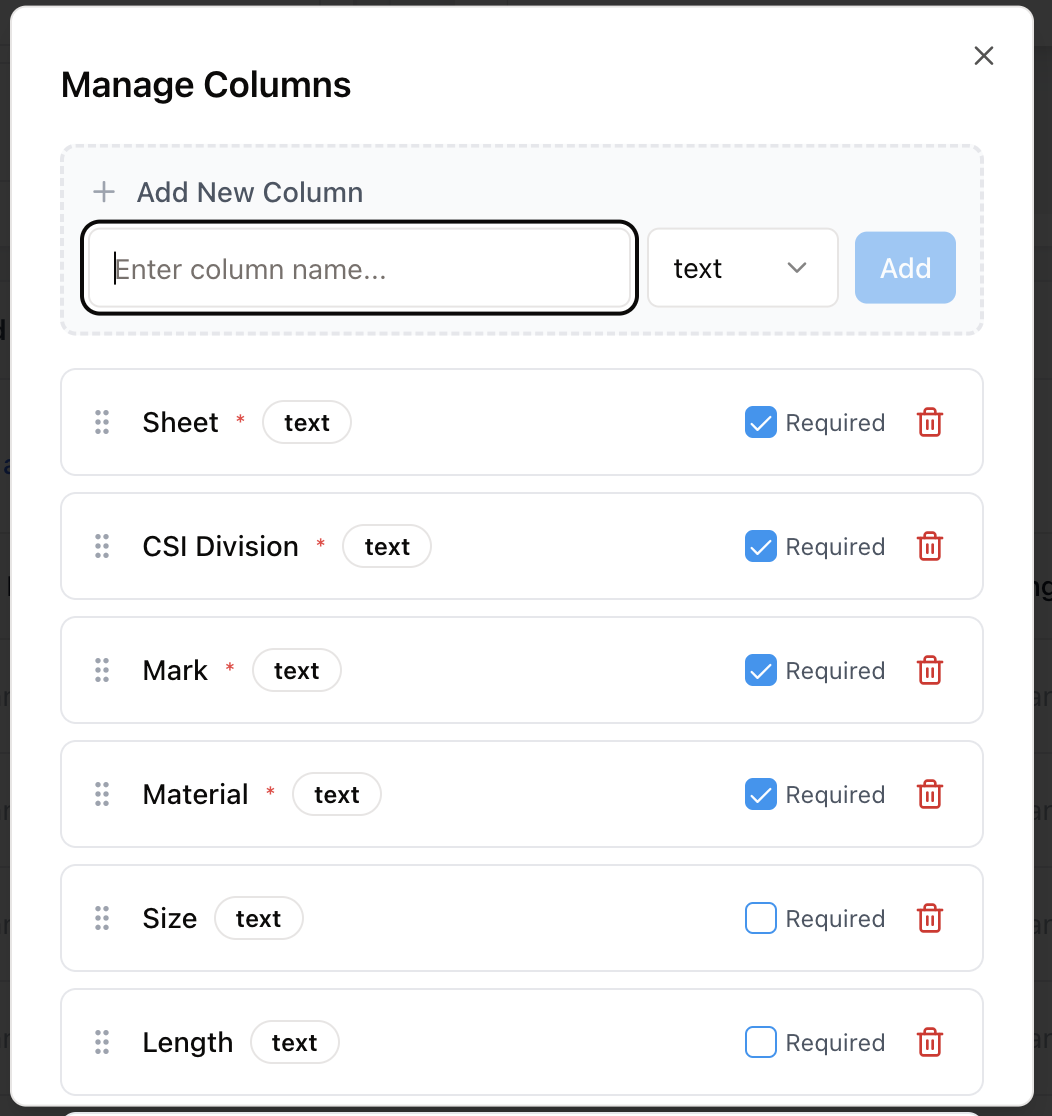 Manage Columns
Add New Column
Enter column name...
text
Add
Sheet * text Required
CSI Division * text Required
Mark * text Required
Material * text Required
Size text Required
Length text Required